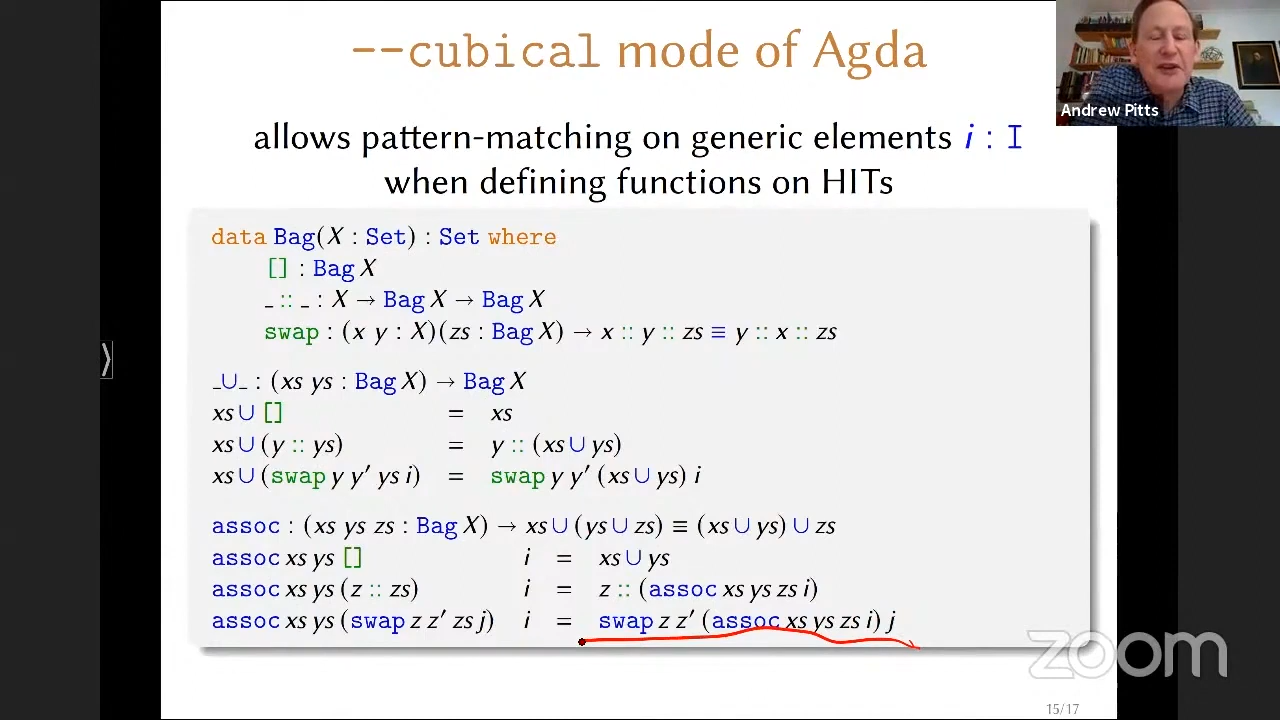 --cubical mode of Agda
Andrew Pitts
allows pattern-matching on generic elements i : I
when defining functions on HITs
data Bag(X : Set) : Set where
[] : Bag X
_ :: _ : X → Bag X → Bag X
swap : (x y : X)(zs : Bag X) → x :: y :: zs ≡ y :: x :: zs
_∪_ : (xs ys : Bag X) → Bag X
xs ∪ [] = xs
xs ∪ (y :: ys) = y :: (xs ∪ ys)
xs ∪ (swap y y′ ys i) = swap y y′ (xs ∪ ys) i
assoc : (xs ys zs : Bag X) → xs ∪ (ys ∪ zs) ≡ (xs ∪ ys) ∪ zs
assoc xs ys [] i = xs ∪ ys
assoc xs ys (z :: zs) i = z :: (assoc xs ys zs i)
assoc xs ys (swap z z′ zs j) i = swap z z′ (assoc xs ys zs i) j
zoom
15/17